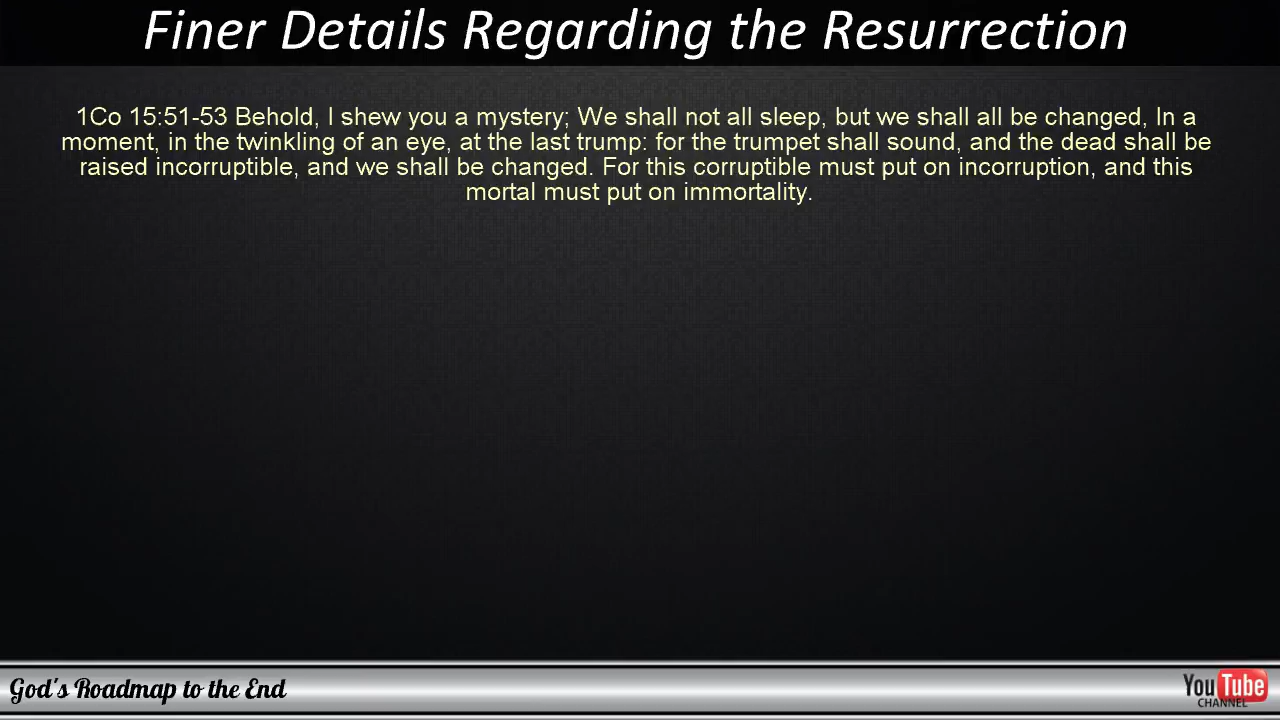 Finer Details Regarding the Resurrection
1Co 15:51-53 Behold, I shew you a mystery; We shall not all sleep, but we shall all be changed, In a
moment, in the twinkling of an eye, at the last trump: for the trumpet shall sound, and the dead shall be
raised incorruptible, and we shall be changed. For this corruptible must put on incorruption, and this
mortal must put on immortality.
God's Roadmap to the End
YouTube
CHANNEL